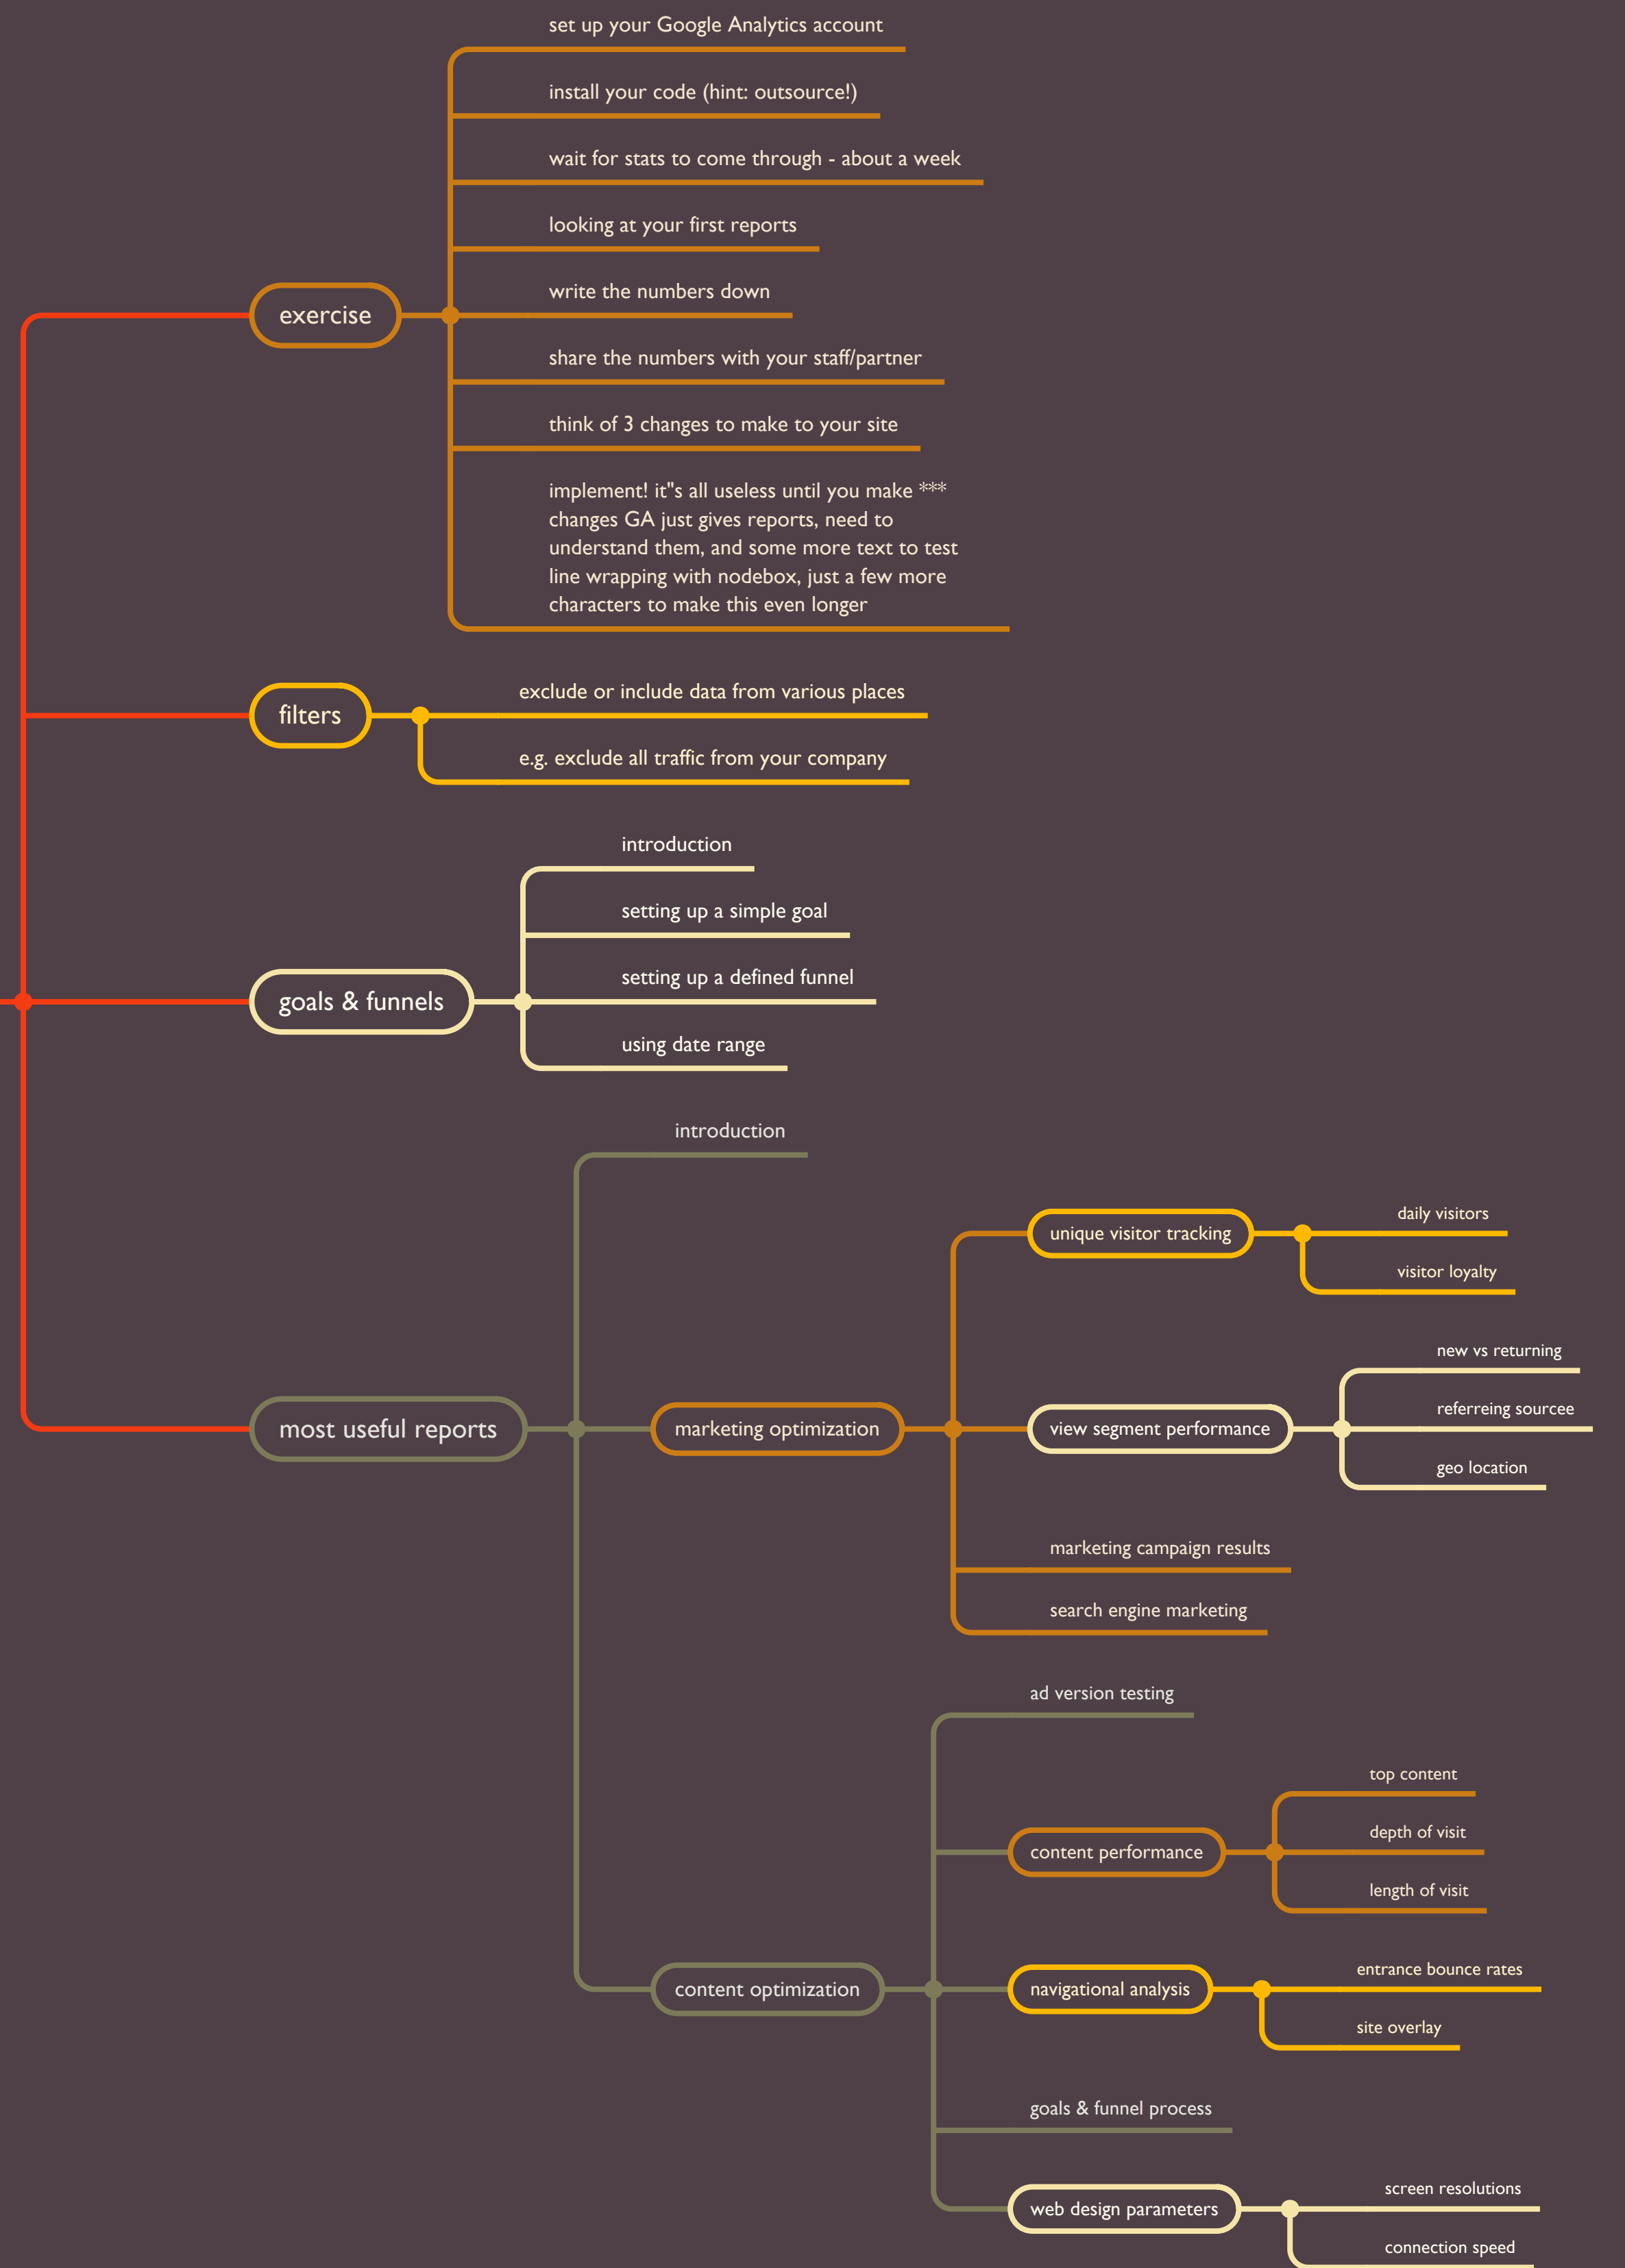 set up your Google Analytics account
install your code (hint: outsource!)
wait for stats to come through - about a week
looking at your first reports
write the numbers down
exercise
share the numbers with your staff/partner
think of 3 changes to make to your site
implement! it"s all useless until you make ***
changes GA just gives reports, need to
understand them, and some more text to test
line wrapping with nodebox, just a few more
characters to make this even longer
filters
exclude or include data from various places
e.g. exclude all traffic from your company
goals & funnels
introduction
setting up a simple goal
setting up a defined funnel
using date range
most useful reports
introduction
marketing optimization
unique visitor tracking
daily visitors
visitor loyalty
view segment performance
new vs returning
referreing sourcee
geo location
marketing campaign results
search engine marketing
content optimization
ad version testing
content performance
top content
depth of visit
length of visit
navigational analysis
entrance bounce rates
site overlay
goals & funnel process
web design parameters
screen resolutions
connection speed